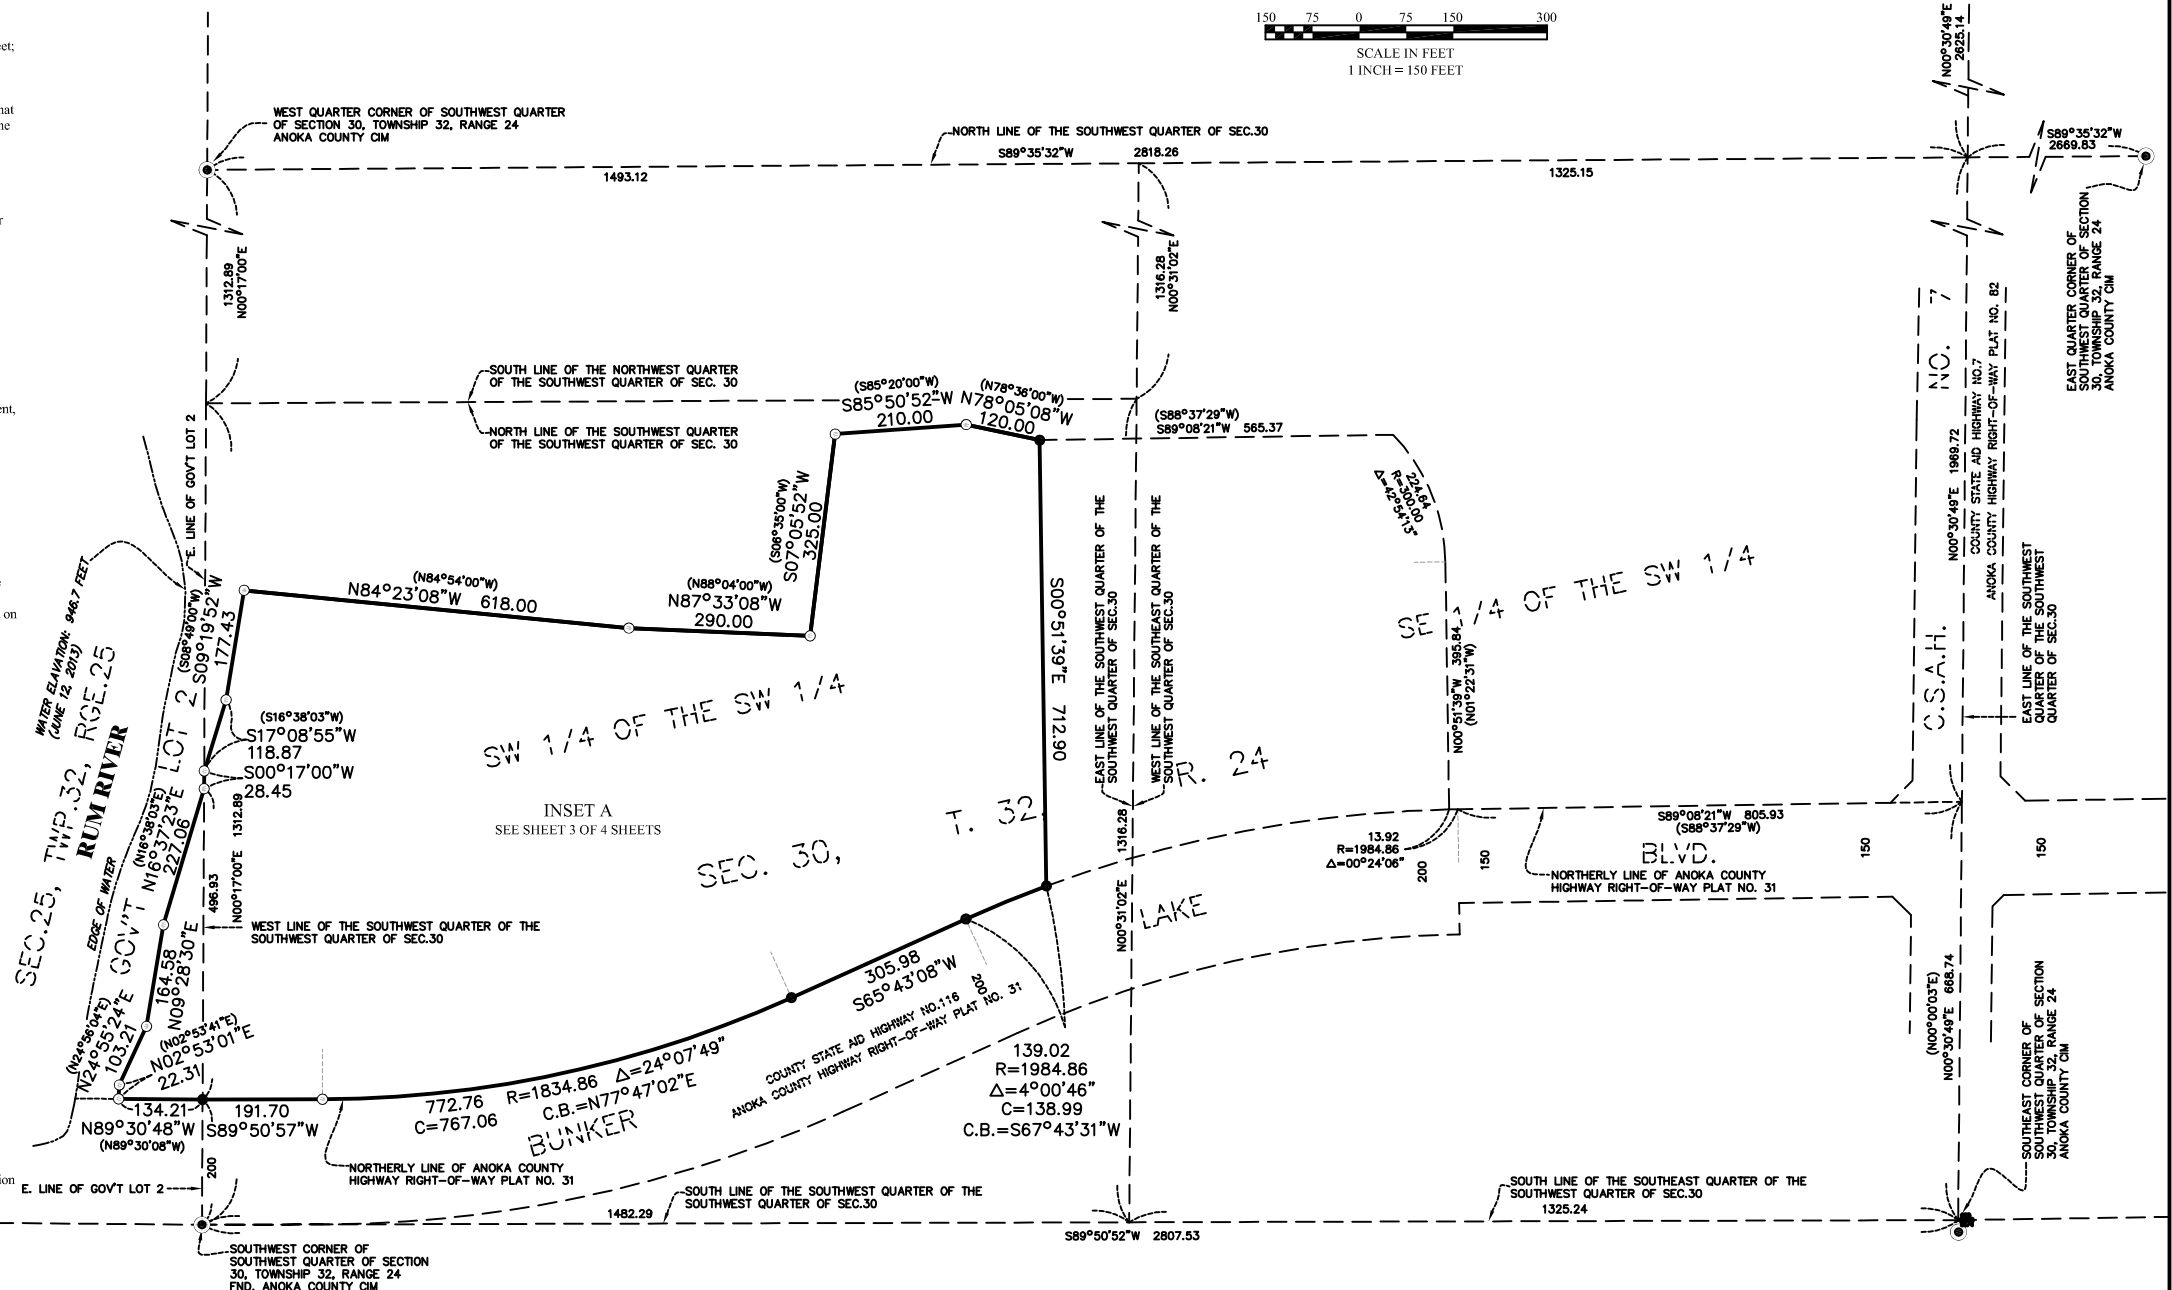 150 75 0 75 150 300
SCALE IN FEET
1 INCH = 150 FEET
eet;
hat
ne
r
ent,
e
l on
tion
WEST QUARTER CORNER OF SOUTHWEST QUARTER
OF SECTION 30, TOWNSHIP 32, RANGE 24
ANOKA COUNTY CIM
NORTH LINE OF THE SOUTHWEST QUARTER OF SEC.30
S89°35'32"W 2818.26
1493.12
1325.15
N00°30'49"E
2625.14
S89°35'32"W
2669.83
EAST QUARTER CORNER OF
SOUTHWEST QUARTER OF SECTION
30, TOWNSHIP 32, RANGE 24
ANOKA COUNTY CIM
1312.89
N00°17'00"E
1316.28
N00°31'02"E
SOUTH LINE OF THE NORTHWEST QUARTER
OF THE SOUTHWEST QUARTER OF SEC. 30
NORTH LINE OF THE SOUTHWEST QUARTER
OF THE SOUTHWEST QUARTER OF SEC. 30
(S85°20'00"W)
S85°50'52"W
210.00
(N78°36'00"W)
N78°05'08"W
120.00
(S88°37'29"W)
S89°08'21"W 565.37
224.64
R=300.00
Δ=42°54'13"
E. LINE OF GOV'T LOT 2
WATER ELAVATION: 946.7 FEET
(JUNE 12, 2013)
SEC.25, TWP.32, RGE.25
RUM RIVER
EDGE OF WATER
GOV'T LOT 2
(S08°49'00"W)
S09°19'52"W
177.43
(N84°54'00"W)
N84°23'08"W 618.00
(N88°04'00"W)
N87°33'08"W
290.00
(S06°35'00"W)
S07°05'52"W
325.00
S00°51'39"E 712.90
(S16°38'03"W)
S17°08'55"W
118.87
S00°17'00"W
28.45
SW 1/4 OF THE SW 1/4
INSET A
SEE SHEET 3 OF 4 SHEETS
SEC. 30, T. 32, R. 24
SE 1/4 OF THE SW 1/4
EAST LINE OF THE SOUTHWEST QUARTER OF THE
SOUTHWEST QUARTER OF SEC.30
WEST LINE OF THE SOUTHEAST QUARTER OF THE
SOUTHWEST QUARTER OF SEC.30
N00°31'02"E 1316.28
N00°51'39"W 395.84
(N01°22'31"W)
C.S.A.H. NO. 7
N00°30'49"E 1969.72
COUNTY STATE AID HIGHWAY NO.7
ANOKA COUNTY HIGHWAY RIGHT-OF-WAY PLAT NO. 82
EAST LINE OF THE SOUTHWEST
QUARTER OF THE SOUTHWEST
QUARTER OF SEC.30
(N16°38'03"E)
N16°37'23"E
227.06
496.93
N00°17'00"E 1312.89
WEST LINE OF THE SOUTHWEST QUARTER OF THE
SOUTHWEST QUARTER OF SEC.30
164.58
N09°28'30"E
(N24°56'04"E)
N24°55'24"E
103.21
(N02°53'41"E)
N02°53'01"E
22.31
134.21
N89°30'48"W
(N89°30'08"W)
191.70
S89°50'57"W
200
772.76 R=1834.86 Δ=24°07'49"
C=767.06 C.B.=N77°47'02"E
305.98
S65°43'08"W
200
COUNTY STATE AID HIGHWAY NO.116
ANOKA COUNTY HIGHWAY RIGHT-OF-WAY PLAT NO. 31
139.02
R=1984.86
Δ=4°00'46"
C=138.99
C.B.=S67°43'31"W
BUNKER LAKE BLVD.
13.92
R=1984.86
Δ=00°24'06"
200
150
S89°08'21"W 805.93
(S88°37'29"W)
NORTHERLY LINE OF ANOKA COUNTY
HIGHWAY RIGHT-OF-WAY PLAT NO. 31
150
150
(N00°00'03"E)
N00°30'49"E 668.74
SOUTHEAST CORNER OF
SOUTHWEST QUARTER OF SECTION
30, TOWNSHIP 32, RANGE 24
ANOKA COUNTY CIM
NORTHERLY LINE OF ANOKA COUNTY
HIGHWAY RIGHT-OF-WAY PLAT NO. 31
E. LINE OF GOV'T LOT 2
SOUTH LINE OF THE SOUTHWEST QUARTER OF THE
SOUTHWEST QUARTER OF SEC.30
1482.29
SOUTH LINE OF THE SOUTHEAST QUARTER OF THE
SOUTHWEST QUARTER OF SEC.30
1325.24
S89°50'52"W 2807.53
SOUTHWEST CORNER OF
SOUTHWEST QUARTER OF SECTION
30, TOWNSHIP 32, RANGE 24
FND. ANOKA COUNTY CIM